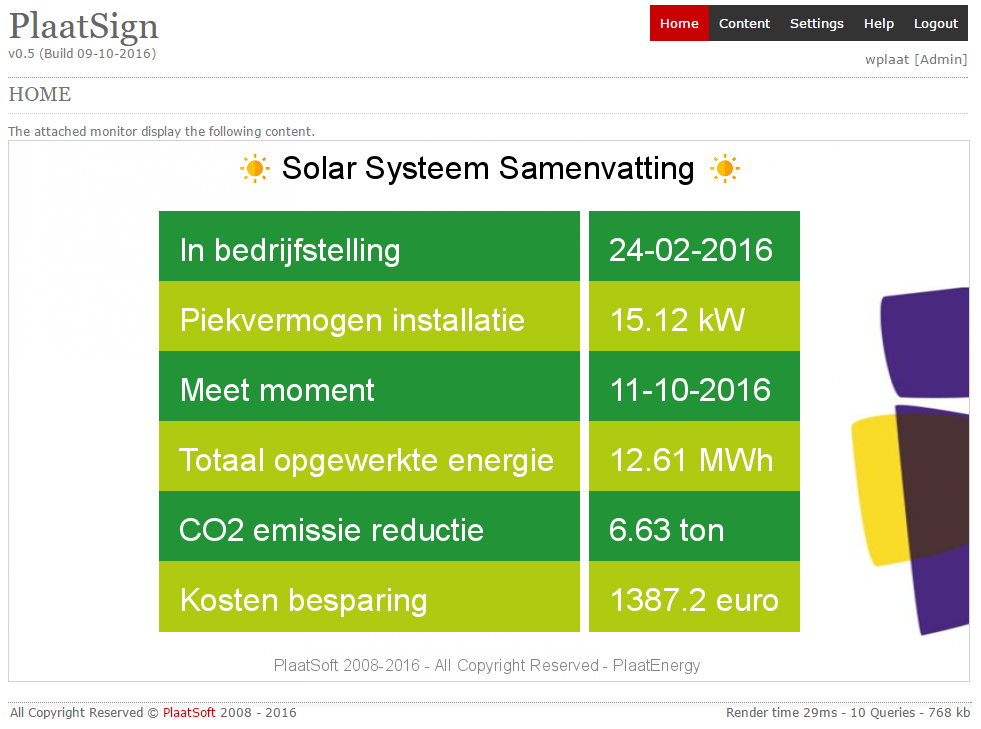 PlaatSign
v0.5 (Build 09-10-2016)
Home Content Settings Help Logout
wplaat [Admin]
HOME
The attached monitor display the following content.
Solar Systeem Samenvatting
In bedrijfstelling 24-02-2016
Piekvermogen installatie 15.12 kW
Meet moment 11-10-2016
Totaal opgewerkte energie 12.61 MWh
CO2 emissie reductie 6.63 ton
Kosten besparing 1387.2 euro
PlaatSoft 2008-2016 - All Copyright Reserved - PlaatEnergy
All Copyright Reserved © PlaatSoft 2008 - 2016
Render time 29ms - 10 Queries - 768 kb